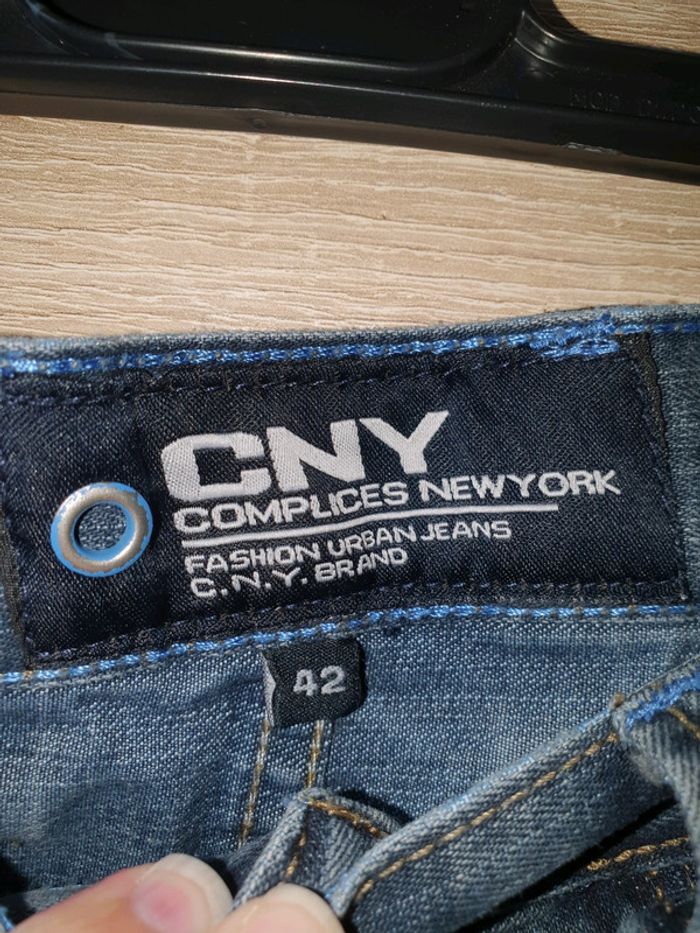 CNY
COMPLICES NEWYORK
FASHION URBAN JEANS
C.N.Y. BRAND
42